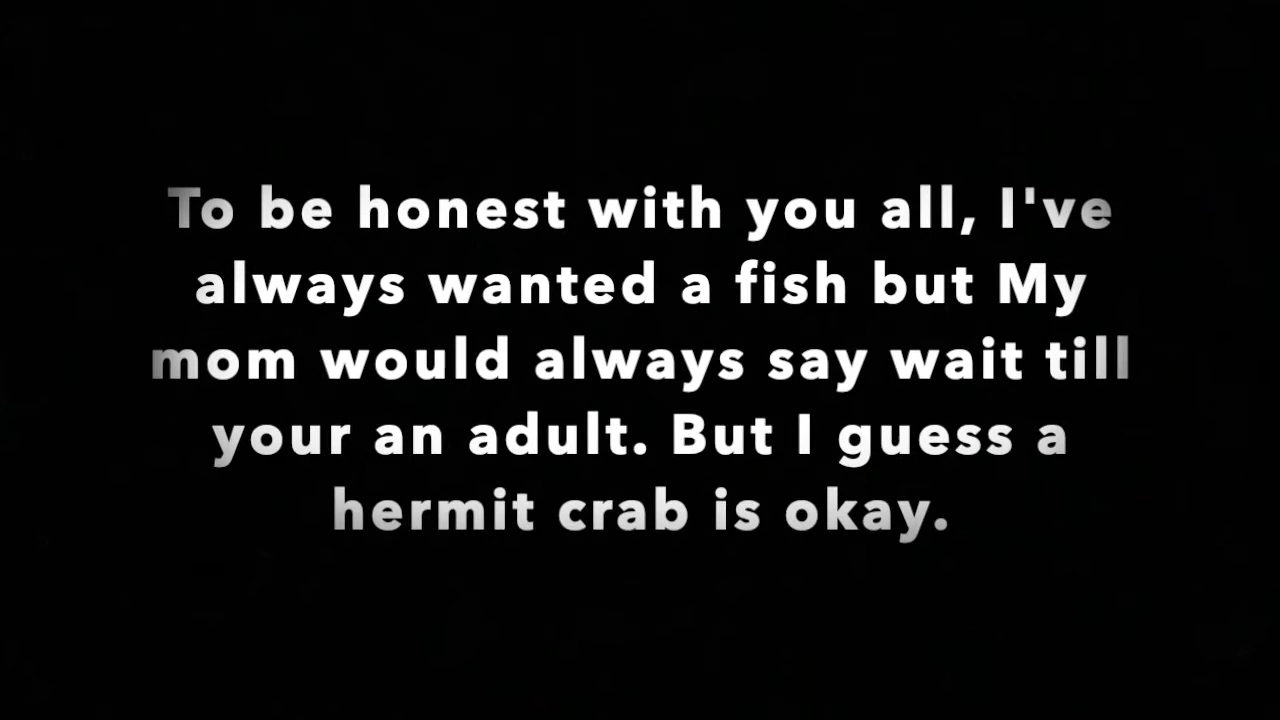 To be honest with you all, I've
always wanted a fish but My
mom would always say wait till
your an adult. But I guess a
hermit crab is okay.